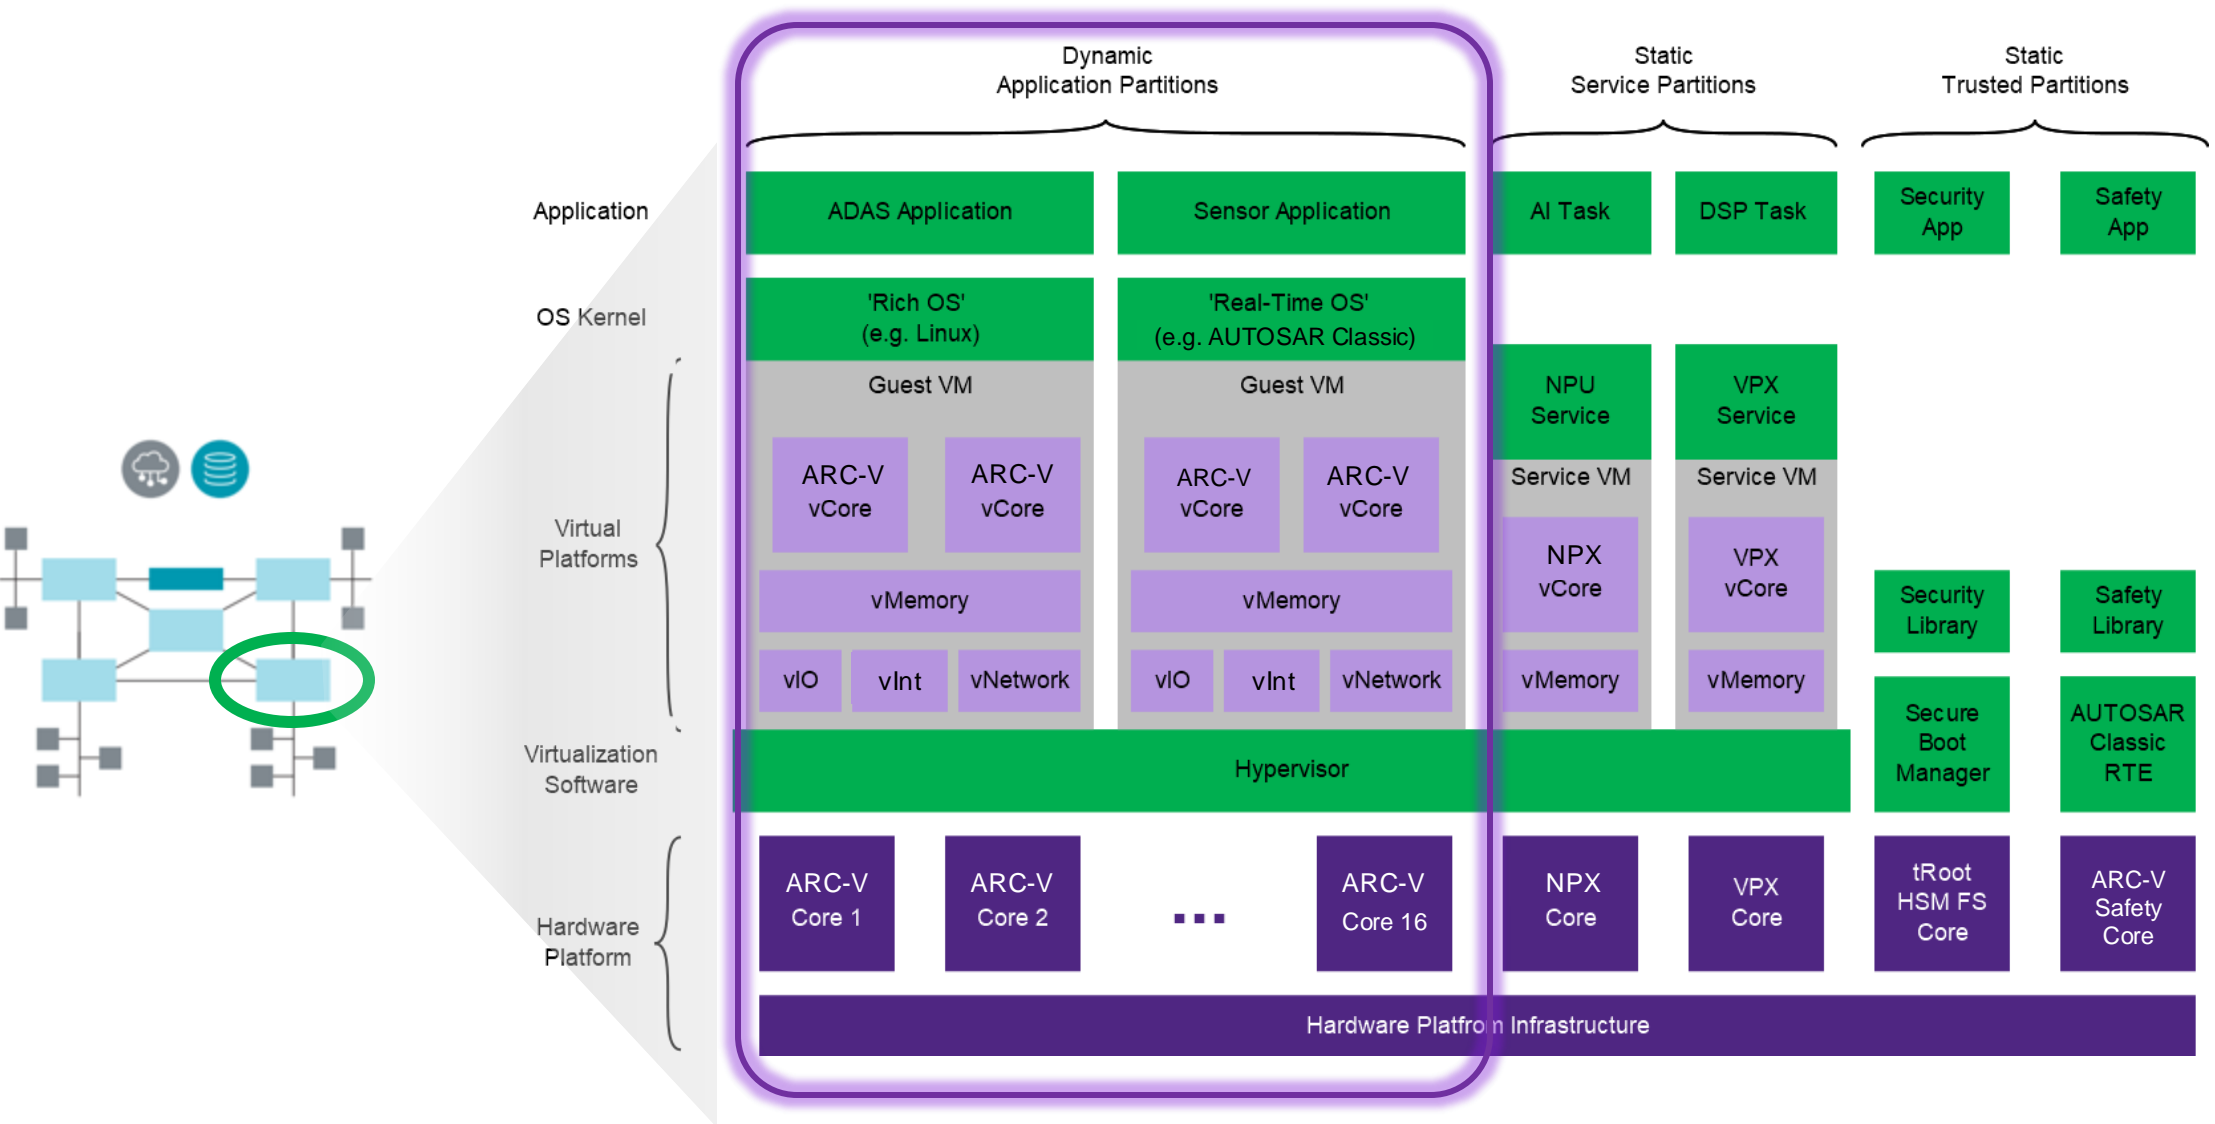 Dynamic
Application Partitions
Static
Service Partitions
Static
Trusted Partitions
Application
ADAS Application
Sensor Application
AI Task
DSP Task
Security
App
Safety
App
OS Kernel
'Rich OS'
(e.g. Linux)
'Real-Time OS'
(e.g. AUTOSAR Classic)
Virtual
Platforms
Guest VM
ARC-V
vCore
ARC-V
vCore
vMemory
vIO
vInt
vNetwork
Guest VM
ARC-V
vCore
ARC-V
vCore
vMemory
vIO
vInt
vNetwork
NPU
Service
Service VM
NPX
vCore
vMemory
VPX
Service
Service VM
VPX
vCore
vMemory
Security
Library
Safety
Library
Secure
Boot
Manager
AUTOSAR
Classic
RTE
Virtualization
Software
Hypervisor
Hardware
Platform
ARC-V
Core 1
ARC-V
Core 2
...
ARC-V
Core 16
NPX
Core
VPX
Core
tRoot
HSM FS
Core
ARC-V
Safety
Core
Hardware Platfrom Infrastructure